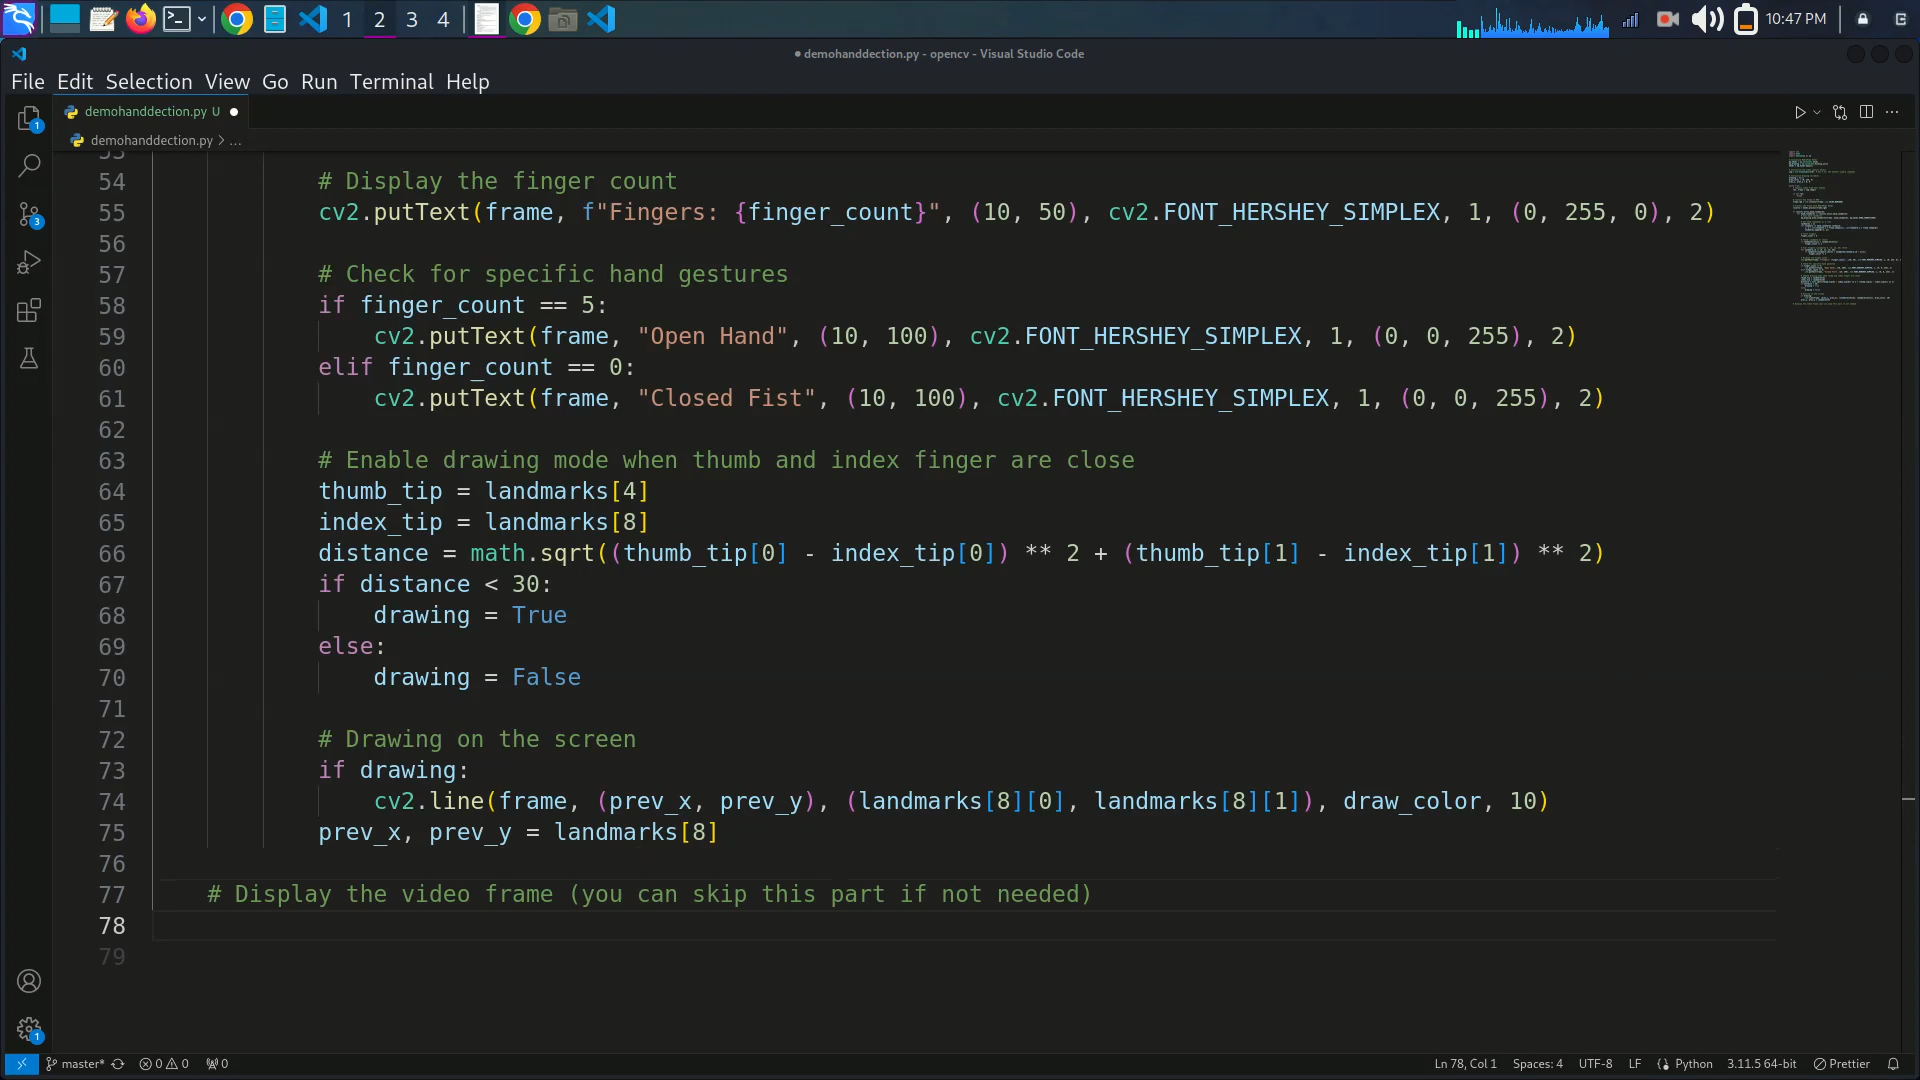 1 2 3 4
10:47 PM
demohanddection.py - opencv - Visual Studio Code
File Edit Selection View Go Run Terminal Help
demohanddection.py U
demohanddection.py > ...
53
54 # Display the finger count
55 cv2.putText(frame, f"Fingers: {finger_count}", (10, 50), cv2.FONT_HERSHEY_SIMPLEX, 1, (0, 255, 0), 2)
56
57 # Check for specific hand gestures
58 if finger_count == 5:
59 cv2.putText(frame, "Open Hand", (10, 100), cv2.FONT_HERSHEY_SIMPLEX, 1, (0, 0, 255), 2)
60 elif finger_count == 0:
61 cv2.putText(frame, "Closed Fist", (10, 100), cv2.FONT_HERSHEY_SIMPLEX, 1, (0, 0, 255), 2)
62
63 # Enable drawing mode when thumb and index finger are close
64 thumb_tip = landmarks[4]
65 index_tip = landmarks[8]
66 distance = math.sqrt((thumb_tip[0] - index_tip[0]) ** 2 + (thumb_tip[1] - index_tip[1]) ** 2)
67 if distance < 30:
68 drawing = True
69 else:
70 drawing = False
71
72 # Drawing on the screen
73 if drawing:
74 cv2.line(frame, (prev_x, prev_y), (landmarks[8][0], landmarks[8][1]), draw_color, 10)
75 prev_x, prev_y = landmarks[8]
76
77 # Display the video frame (you can skip this part if not needed)
78
79
1
3
1
master* 0 0 0
Ln 78, Col 1 Spaces: 4 UTF-8 LF Python 3.11.5 64-bit Prettier